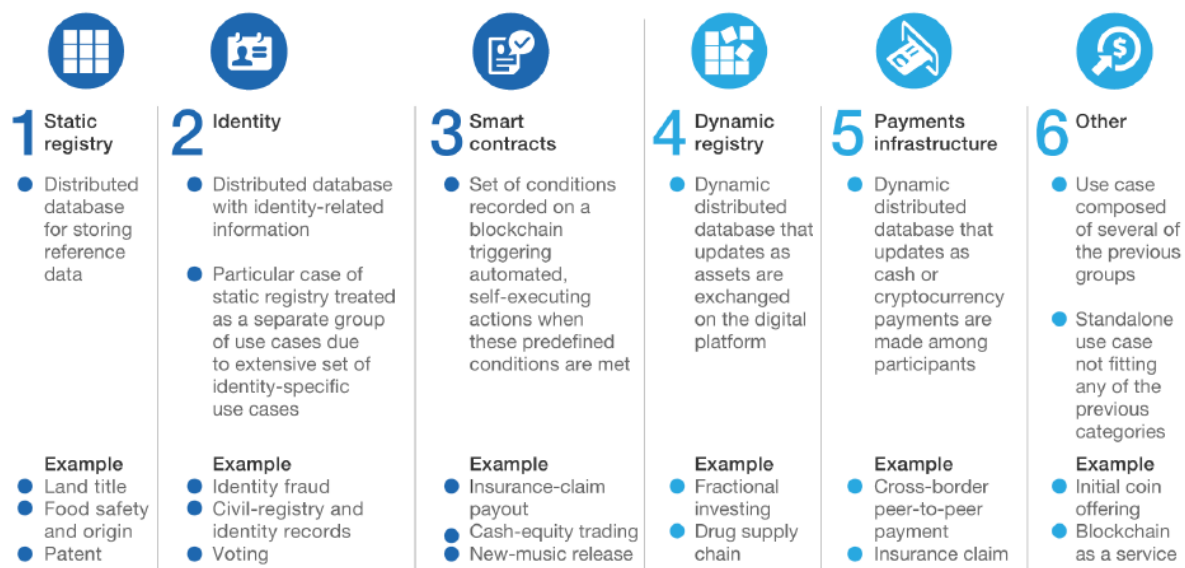 1 Static
registry
Distributed
database
for storing
reference
data
Example
Land title
Food safety
and origin
Patent
2 Identity
Distributed database
with identity-related
information
Particular case of
static registry treated
as a separate group
of use cases due
to extensive set of
identity-specific
use cases
Example
Identity fraud
Civil-registry and
identity records
Voting
3 Smart
contracts
Set of conditions
recorded on a
blockchain
triggering
automated,
self-executing
actions when
these predefined
conditions are met
Example
Insurance-claim
payout
Cash-equity trading
New-music release
4 Dynamic
registry
Dynamic
distributed
database that
updates as
assets are
exchanged
on the digital
platform
Example
Fractional
investing
Drug supply
chain
5 Payments
infrastructure
Dynamic
distributed
database that
updates as
cash or
cryptocurrency
payments are
made among
participants
Example
Cross-border
peer-to-peer
payment
Insurance claim
$
6 Other
Use case
composed
of several of
the previous
groups
Standalone
use case
not fitting
any of the
previous
categories
Example
Initial coin
offering
Blockchain
as a service